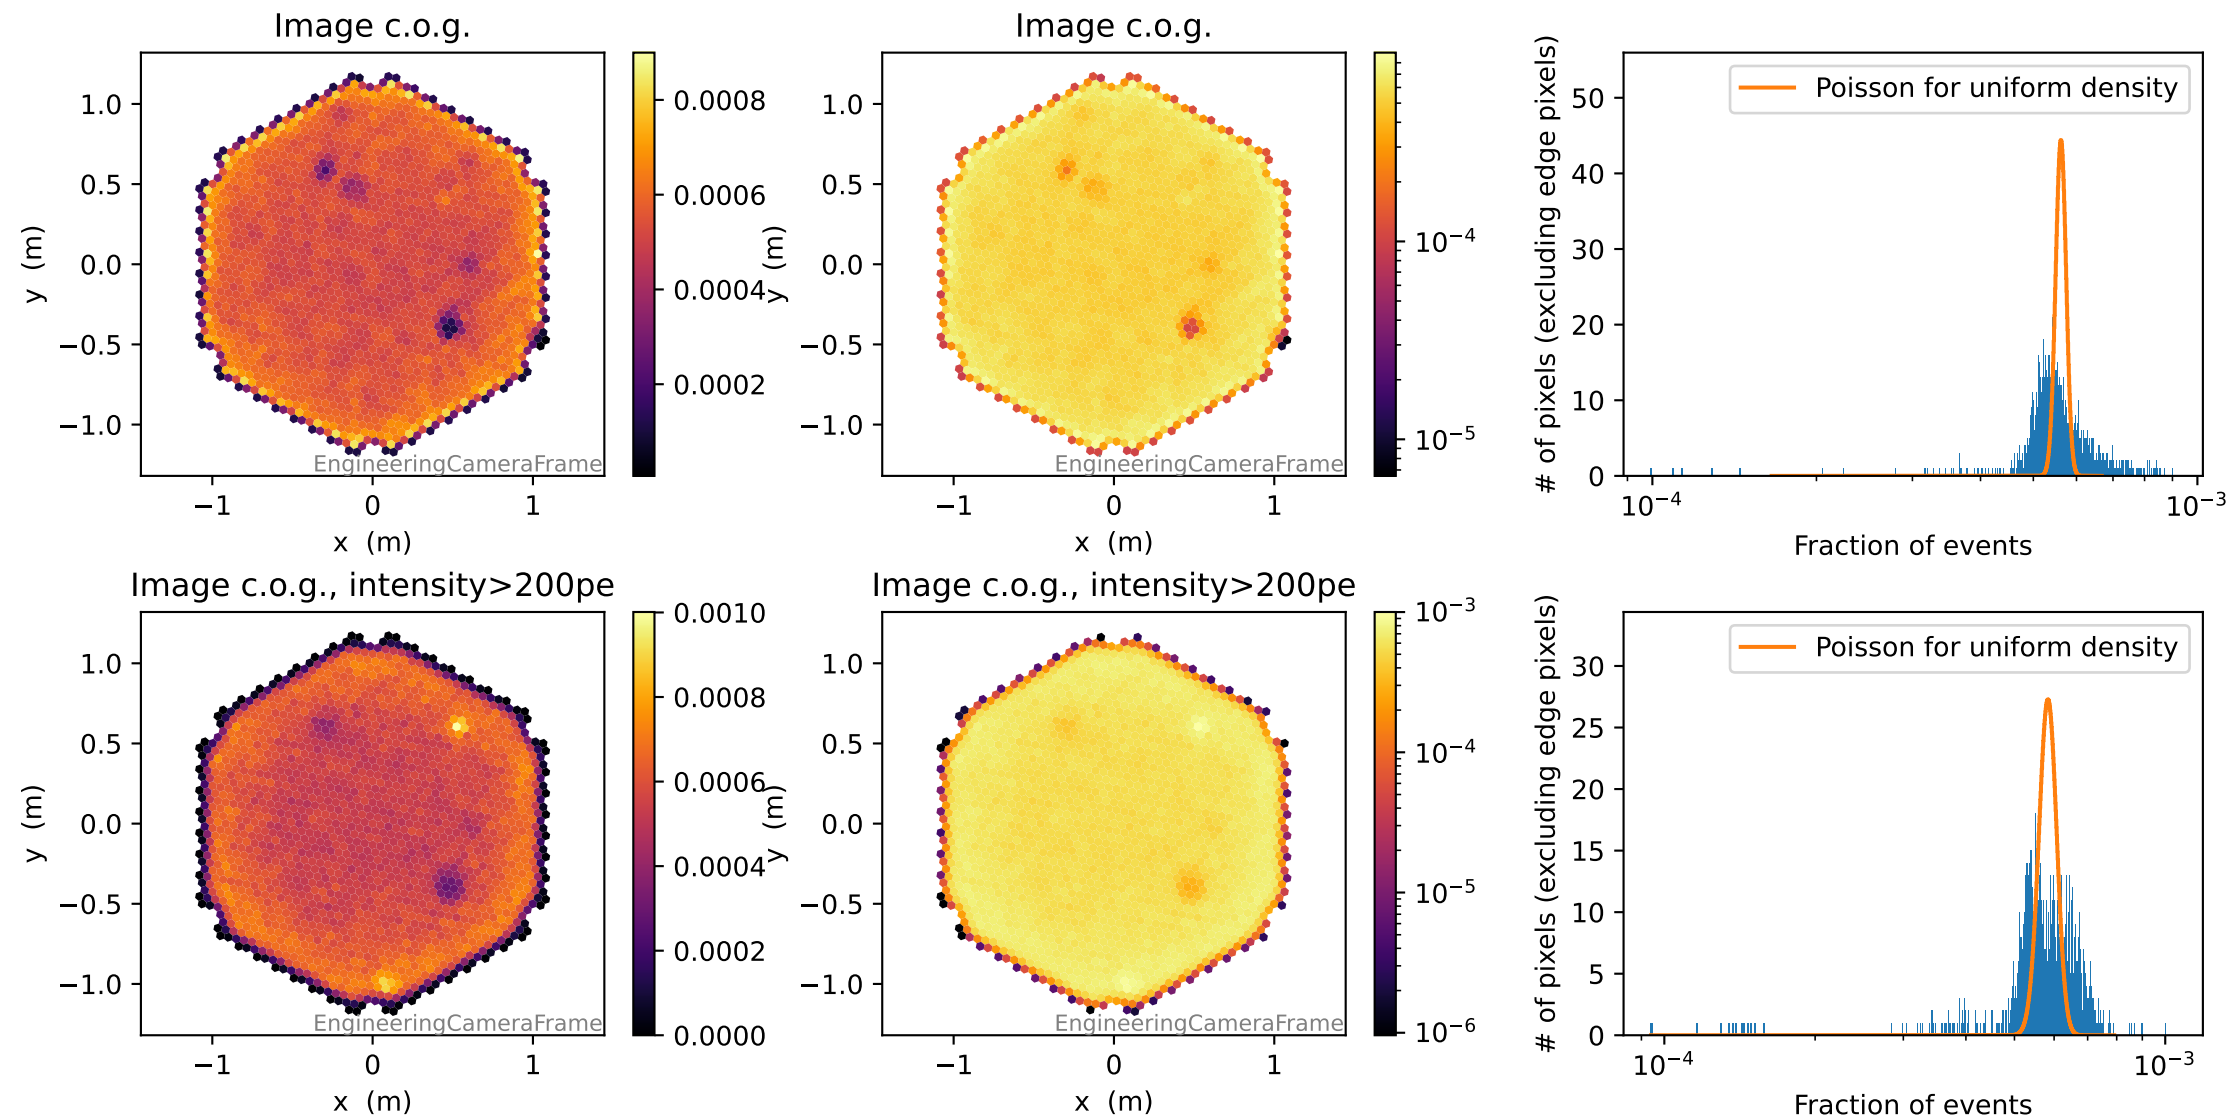 Image c.o.g.
1.0
0.5
0.0
−0.5
−1.0
y (m)
−1
0
1
x (m)
EngineeringCameraFrame
0.0008
0.0006
0.0004
0.0002
Image c.o.g.
1.0
0.5
0.0
−0.5
−1.0
y (m)
−1
0
1
x (m)
EngineeringCameraFrame
10⁻⁴
10⁻⁵
# of pixels (excluding edge pixels)
50
40
30
20
10
0
Poisson for uniform density
10⁻⁴
10⁻³
Fraction of events
Image c.o.g., intensity>200pe
1.0
0.5
0.0
−0.5
−1.0
y (m)
−1
0
1
x (m)
EngineeringCameraFrame
0.0010
0.0008
0.0006
0.0004
0.0002
0.0000
Image c.o.g., intensity>200pe
1.0
0.5
0.0
−0.5
−1.0
y (m)
−1
0
1
x (m)
EngineeringCameraFrame
10⁻³
10⁻⁴
10⁻⁵
10⁻⁶
# of pixels (excluding edge pixels)
30
25
20
15
10
5
0
Poisson for uniform density
10⁻⁴
10⁻³
Fraction of events